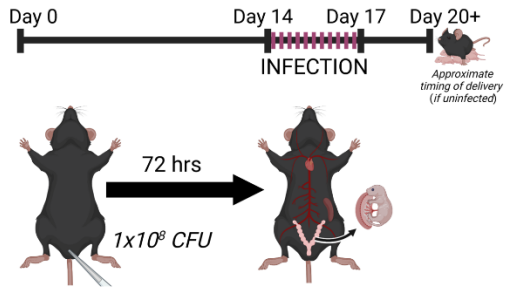 Day 0 Day 14 Day 17 Day 20+
INFECTION
Approximate
timing of delivery
(if uninfected)
72 hrs
1x10⁸ CFU